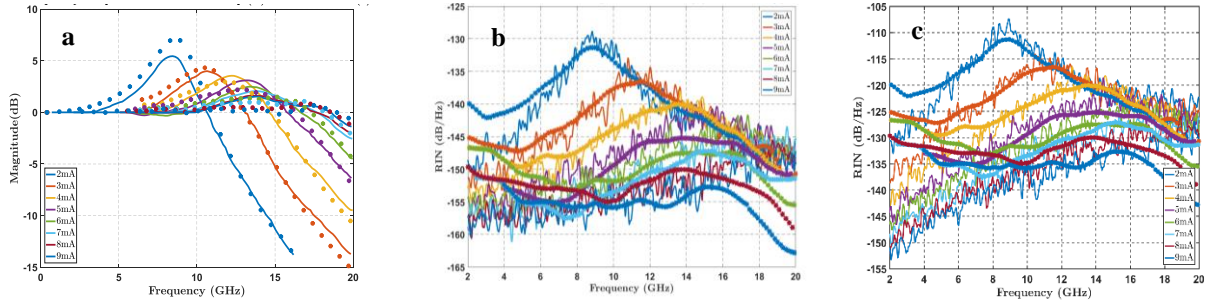 a
Magnitude(dB)
10
5
0
-5
-10
-15
0
5
10
15
20
Frequency (GHz)
2mA
3mA
4mA
5mA
6mA
7mA
8mA
9mA
b
RIN (dB/Hz)
-125
-130
-135
-140
-145
-150
-155
-160
-165
2
4
6
8
10
12
14
16
18
20
Frequency (GHz)
2mA
3mA
4mA
5mA
6mA
7mA
8mA
9mA
c
RIN (dB/Hz)
-105
-110
-115
-120
-125
-130
-135
-140
-145
-150
-155
2
4
6
8
10
12
14
16
18
20
Frequency (GHz)
2mA
3mA
4mA
5mA
6mA
7mA
8mA
9mA